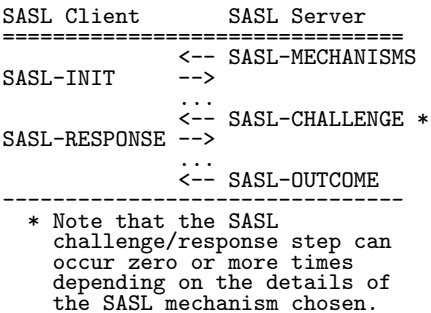 SASL Client        SASL Server
================================
              <-- SASL-MECHANISMS
SASL-INIT     -->
              ...
              <-- SASL-CHALLENGE *
SASL-RESPONSE -->
              ...
              <-- SASL-OUTCOME
--------------------------------
  * Note that the SASL
    challenge/response step can
    occur zero or more times
    depending on the details of
    the SASL mechanism chosen.